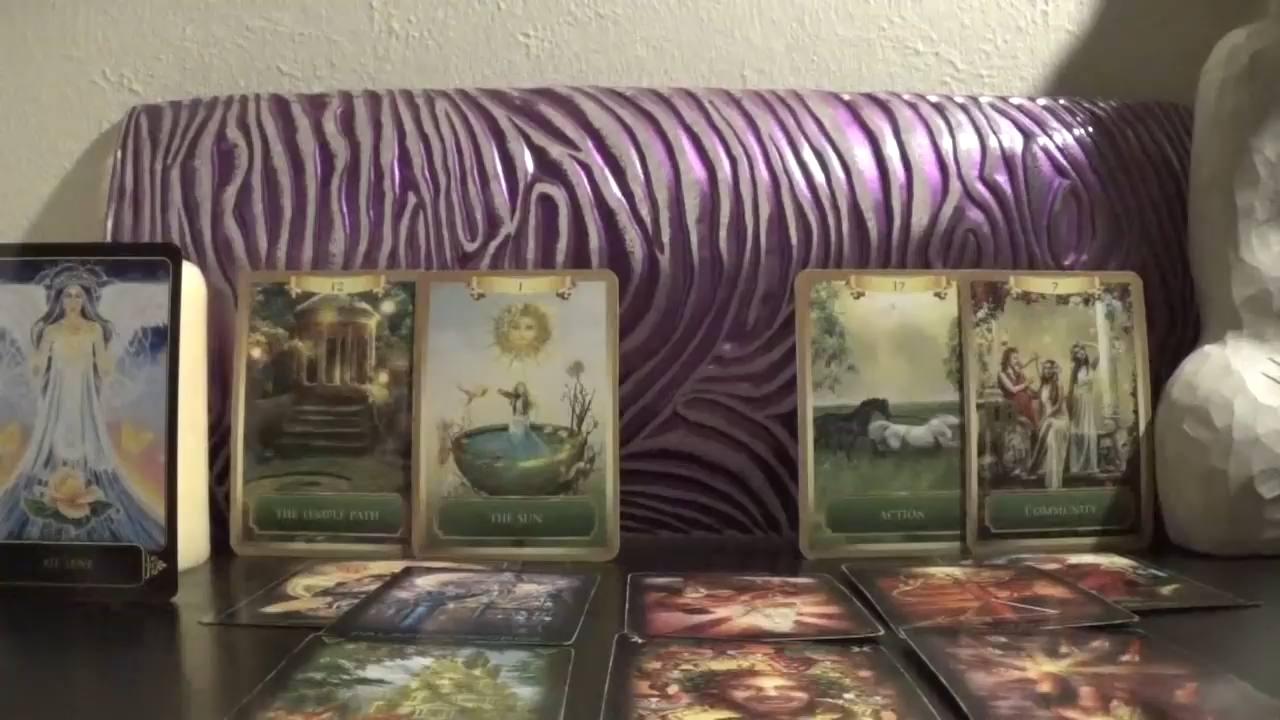 12
THE TEMPLE PATH
1
THE SUN
17
ACTION
7
COMMUNITY